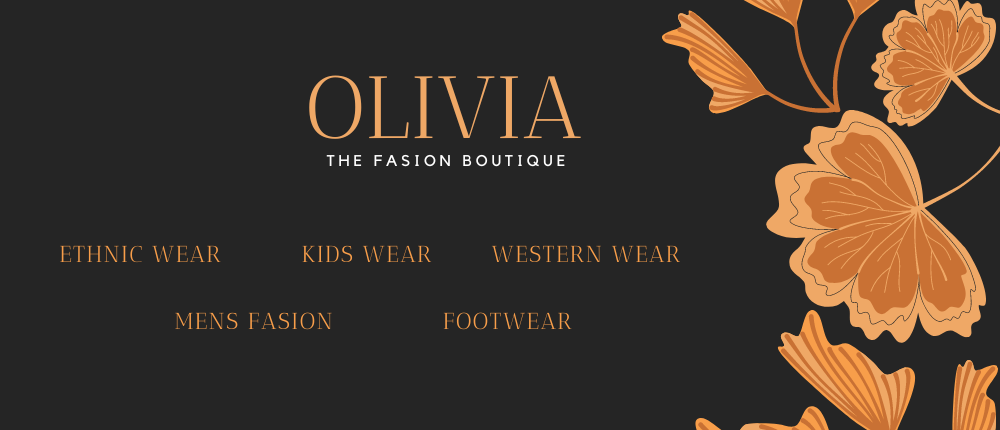 OLIVIA
THE FASION BOUTIQUE
ETHNIC WEAR KIDS WEAR WESTERN WEAR
MENS FASION FOOTWEAR